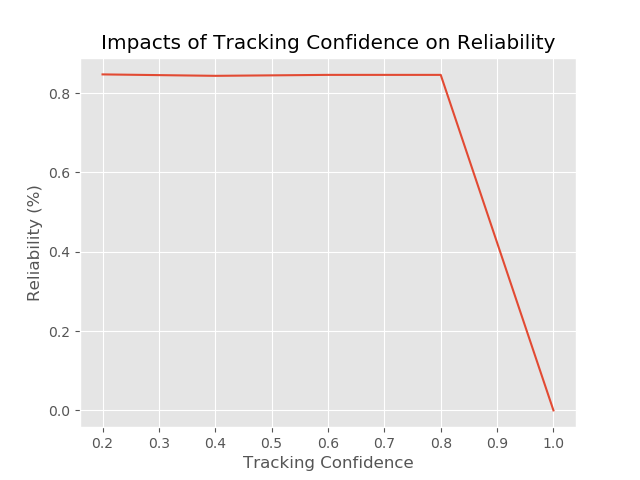 Impacts of Tracking Confidence on Reliability
Reliability (%)
0.8
0.6
0.4
0.2
0.0
0.2 0.3 0.4 0.5 0.6 0.7 0.8 0.9 1.0
Tracking Confidence